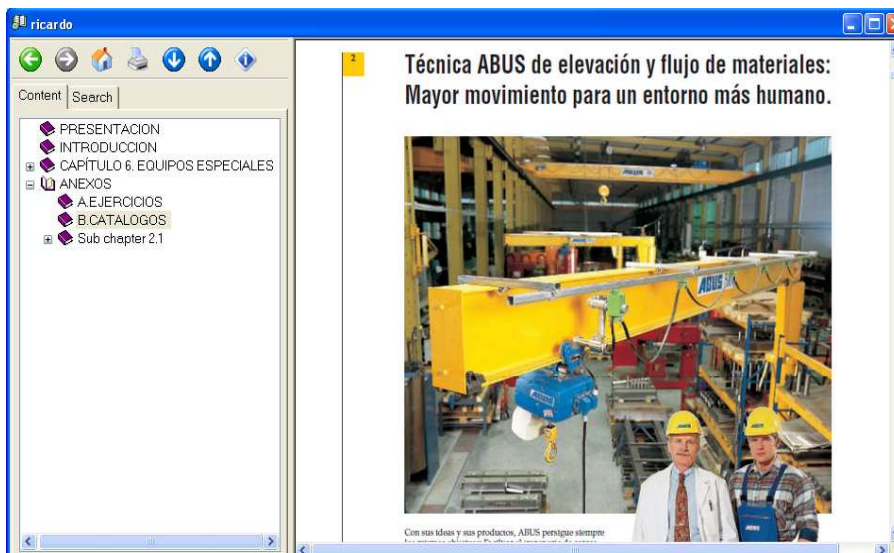 ricardo
Content
Search
PRESENTACION
INTRODUCCION
CAPÍTULO 6. EQUIPOS ESPECIALES
ANEXOS
A.EJERCICIOS
B.CATALOGOS
Sub chapter 2.1
2
Técnica ABUS de elevación y flujo de materiales:
Mayor movimiento para un entorno más humano.
ABUS
ABUS
ABUS
Con sus ideas y sus productos, ABUS persigue siempre